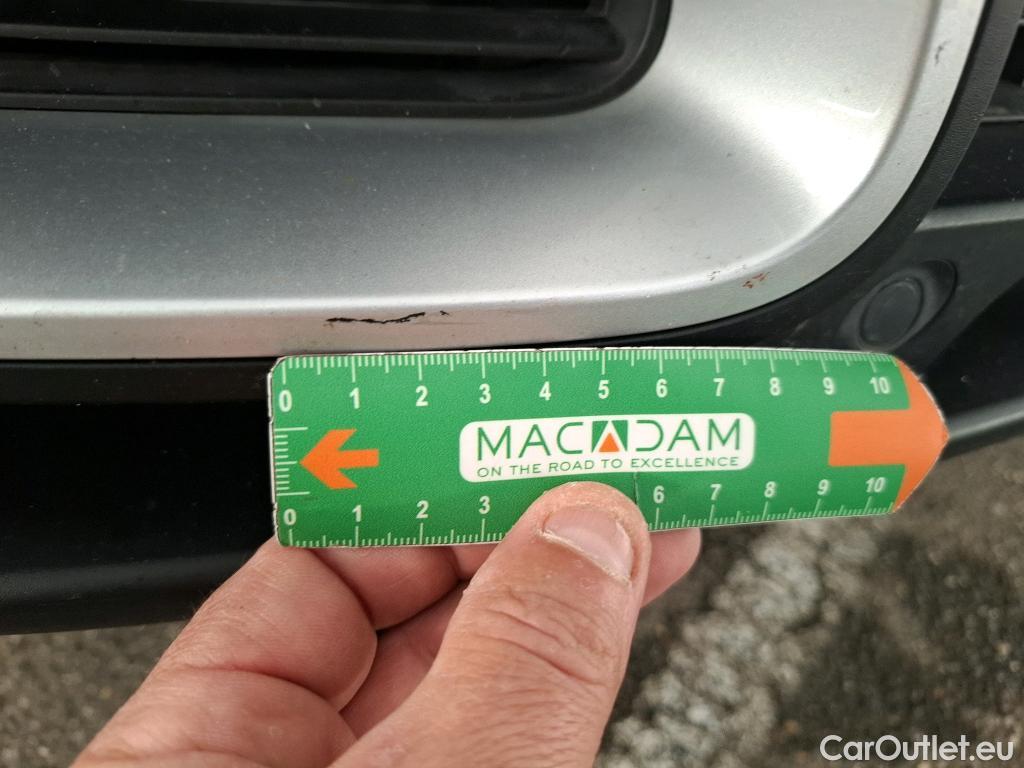 0 1 2 3 4 5 6 7 8 9 10
MACADAM
ON THE ROAD TO EXCELLENCE
0 1 2 3 6 7 8 9 10
CarOutlet.eu